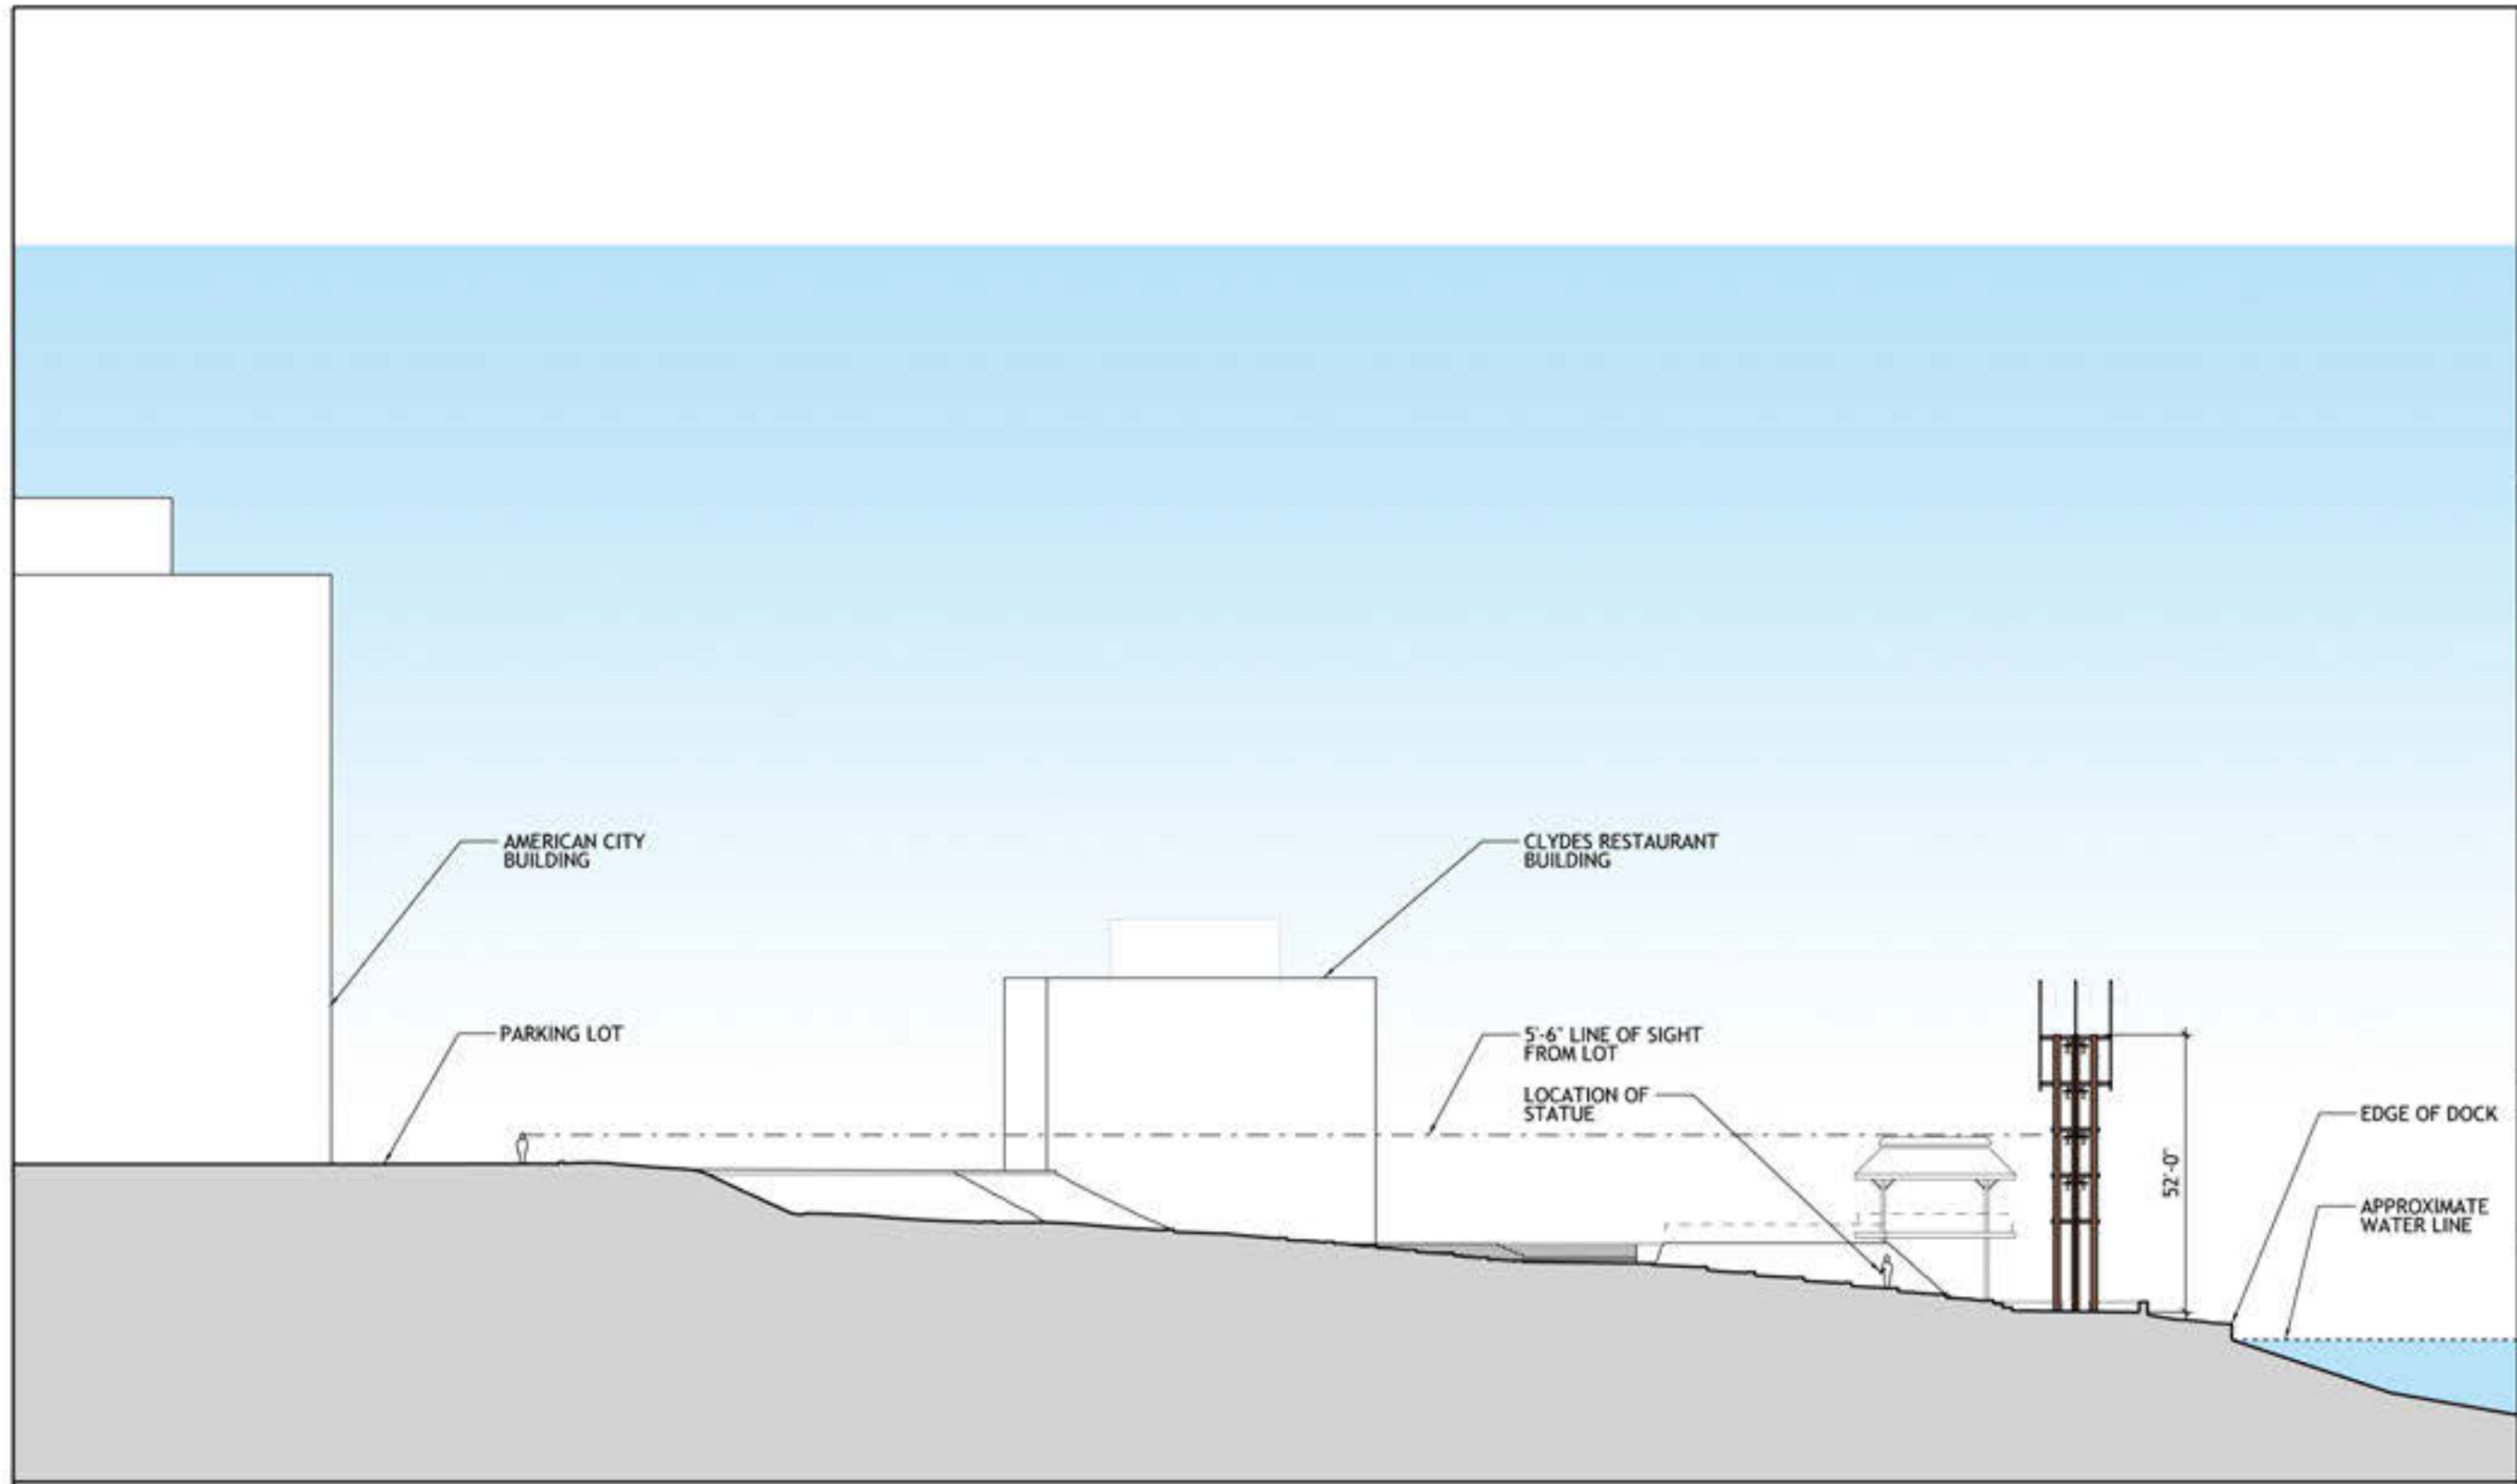 AMERICAN CITY
BUILDING
CLYDES RESTAURANT
BUILDING
PARKING LOT
5'-6" LINE OF SIGHT
FROM LOT
LOCATION OF
STATUE
EDGE OF DOCK
52'-0"
APPROXIMATE
WATER LINE